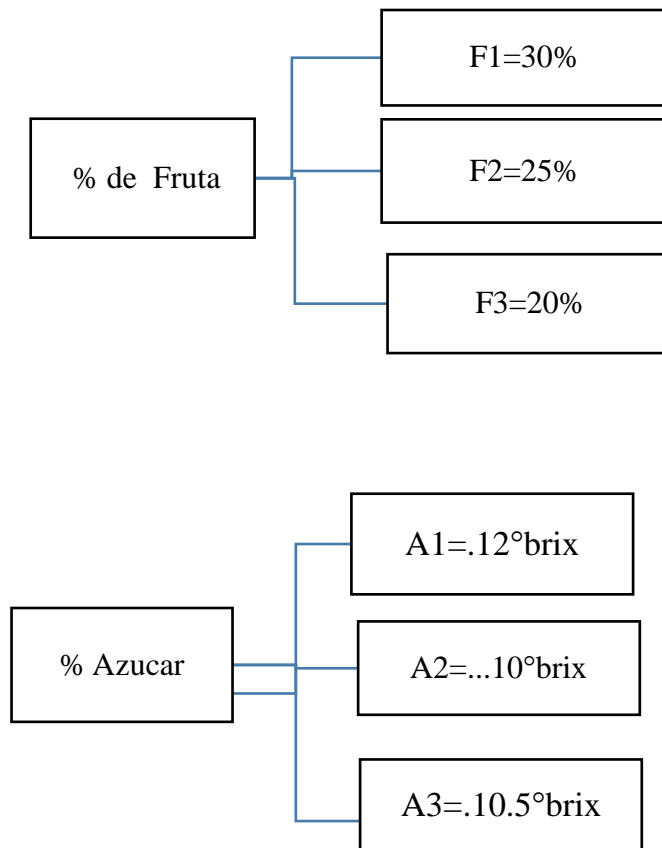 F1=30%
% de Fruta
F2=25%
F3=20%
A1=.12°brix
% Azucar
A2=...10°brix
A3=.10.5°brix